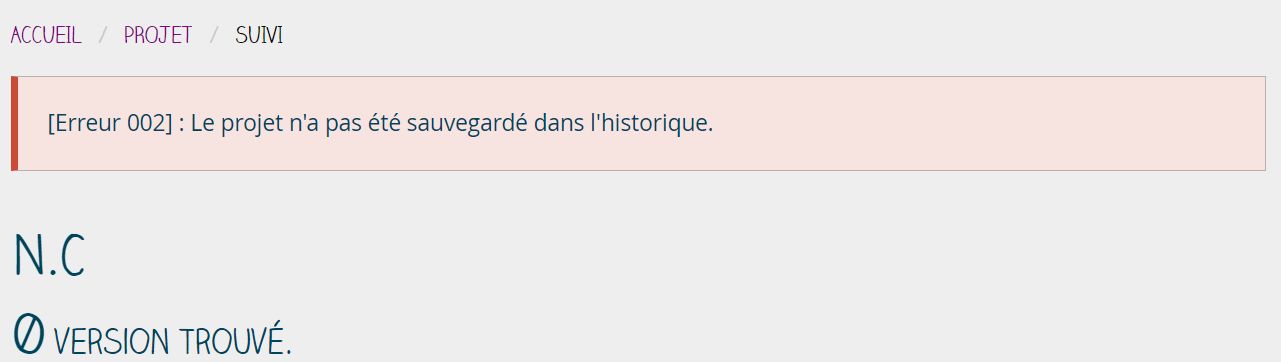 ACCUEIL / PROJET / SUIVI
[Erreur 002] : Le projet n'a pas été sauvegardé dans l'historique.
N.C
0 VERSION TROUVÉ.